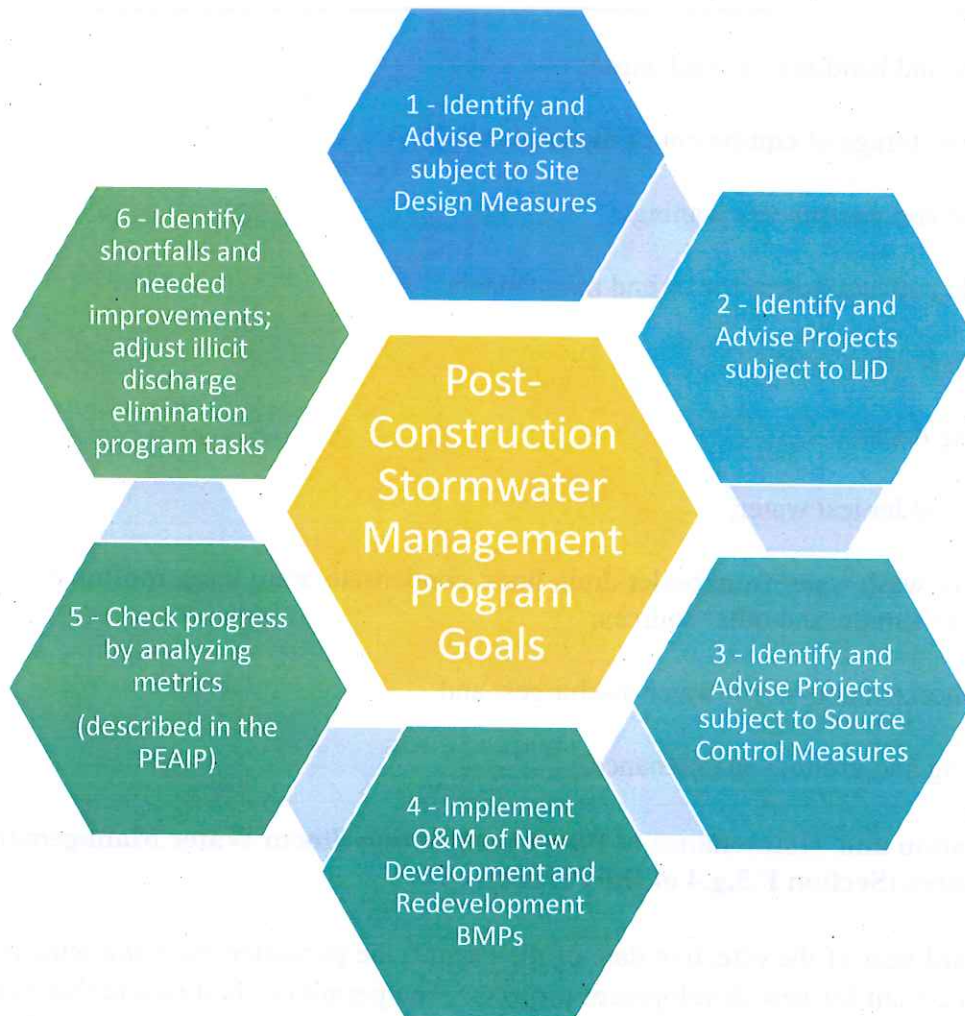 1 - Identify and
Advise Projects
subject to Site
Design Measures
2 - Identify and
Advise Projects
subject to LID
3 - Identify and
Advise Projects
subject to Source
Control Measures
4 - Implement
O&M of New
Development and
Redevelopment
BMPs
5 - Check progress
by analyzing
metrics
(described in the
PEAIP)
6 - Identify
shortfalls and
needed
improvements;
adjust illicit
discharge
elimination
program tasks
Post-
Construction
Stormwater
Management
Program
Goals